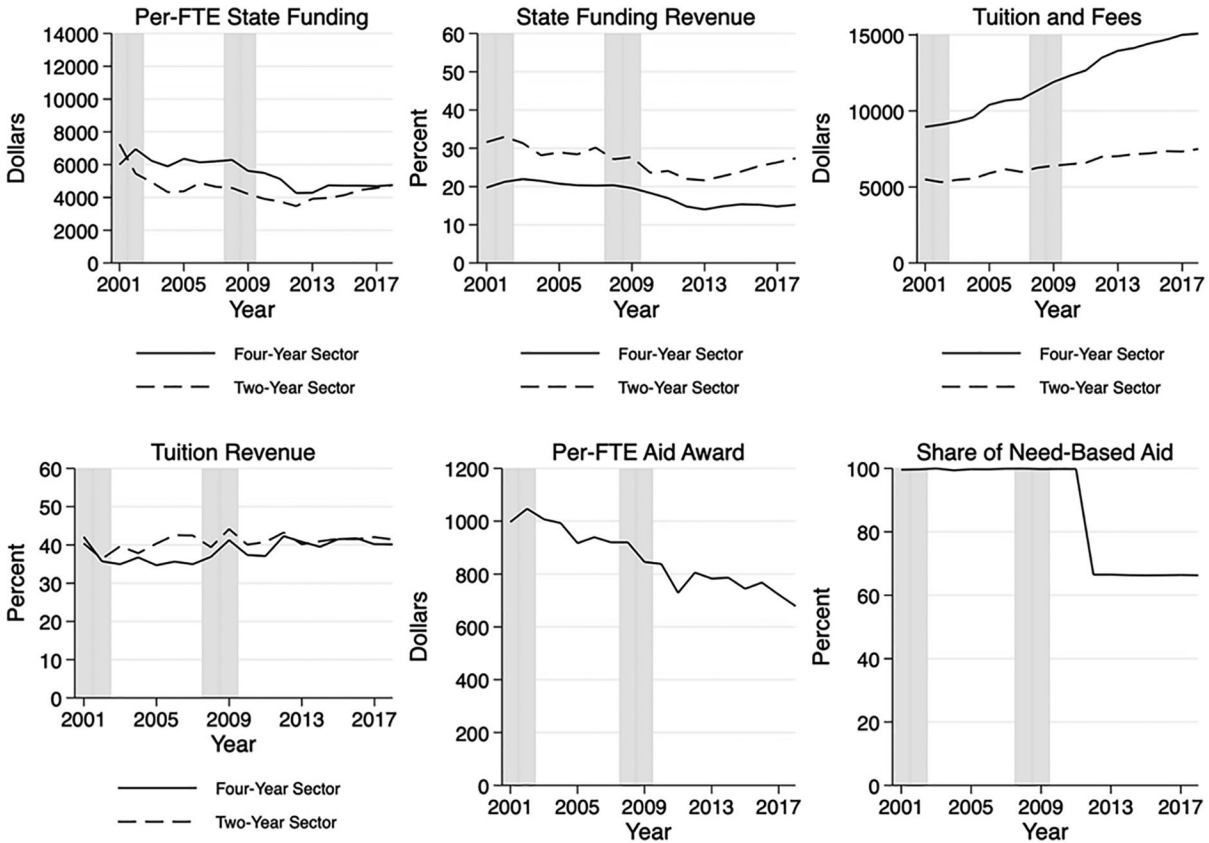 Per-FTE State Funding
14000
12000
10000
8000
6000
4000
2000
0
Dollars
2001 2005 2009 2013 2017
Year
Four-Year Sector
Two-Year Sector
State Funding Revenue
60
50
40
30
20
10
0
Percent
2001 2005 2009 2013 2017
Year
Four-Year Sector
Two-Year Sector
Tuition and Fees
15000
10000
5000
0
Dollars
2001 2005 2009 2013 2017
Year
Four-Year Sector
Two-Year Sector
Tuition Revenue
60
50
40
30
20
10
0
Percent
2001 2005 2009 2013 2017
Year
Four-Year Sector
Two-Year Sector
Per-FTE Aid Award
1200
1000
800
600
400
200
0
Dollars
2001 2005 2009 2013 2017
Year
Share of Need-Based Aid
100
80
60
40
20
0
Percent
2001 2005 2009 2013 2017
Year